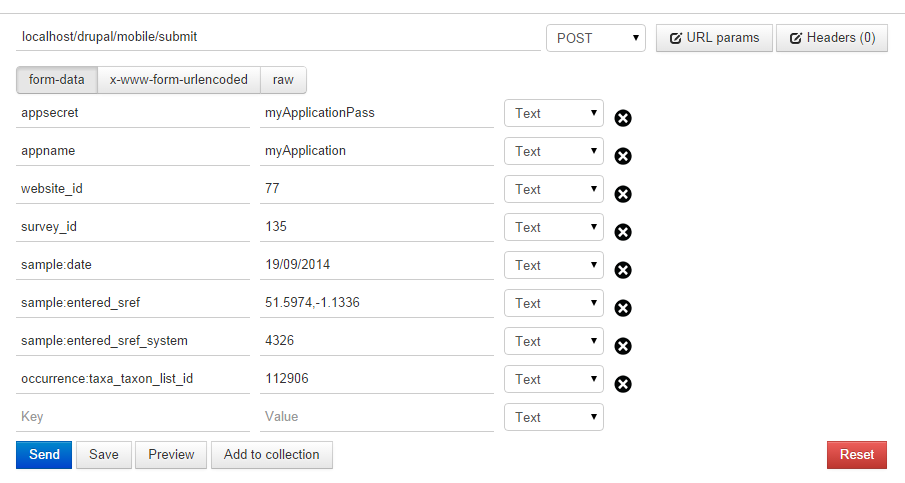 localhost/drupal/mobile/submit POST URL params Headers (0)
form-data x-www-form-urlencoded raw
appsecret myApplicationPass Text
appname myApplication Text
website_id 77 Text
survey_id 135 Text
sample:date 19/09/2014 Text
sample:entered_sref 51.5974,-1.1336 Text
sample:entered_sref_system 4326 Text
occurrence:taxa_taxon_list_id 112906 Text
Key Value Text
Send Save Preview Add to collection Reset